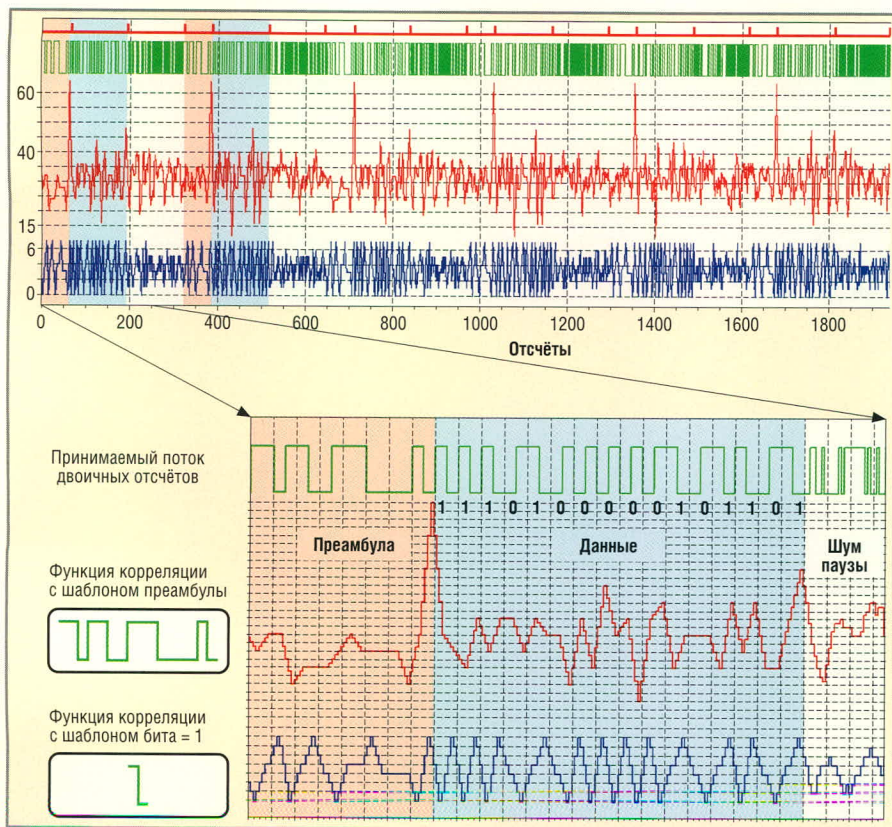 60
40
15
6
0
0 200 400 600 800 1000 1200 1400 1600 1800
Отсчёты
Принимаемый поток
двоичных отсчётов
1 1 1 0 1 0 0 0 0 0 1 0 1 1 0 1
Преамбула
Данные
Шум
паузы
Функция корреляции
с шаблоном преамбулы
Функция корреляции
с шаблоном бита = 1